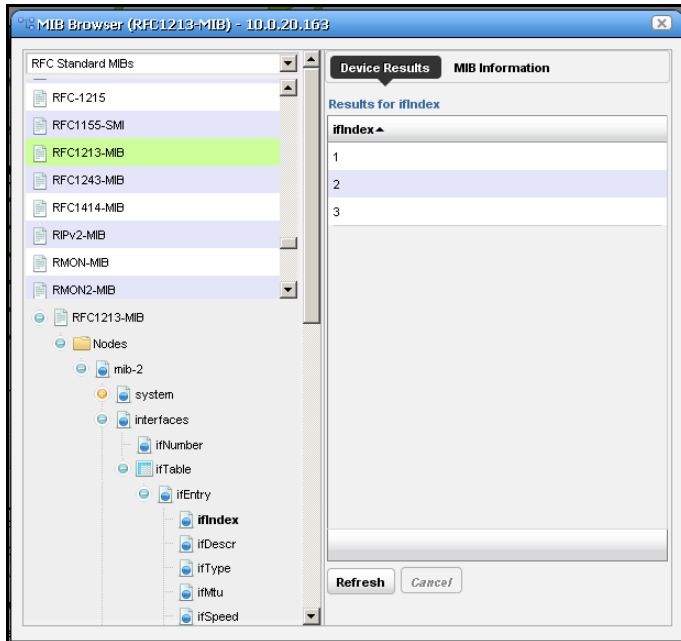 MIB Browser (RFC1213-MIB) - 10.0.20.163
RFC Standard MIBs
RFC-1215
RFC1155-SMI
RFC1213-MIB
RFC1243-MIB
RFC1414-MIB
RIPv2-MIB
RMON-MIB
RMON2-MIB
RFC1213-MIB
Nodes
mib-2
system
interfaces
ifNumber
ifTable
ifEntry
ifIndex
ifDescr
ifType
ifMtu
ifSpeed
Device Results MIB Information
Results for ifIndex
ifIndex
1
2
3
Refresh Cancel